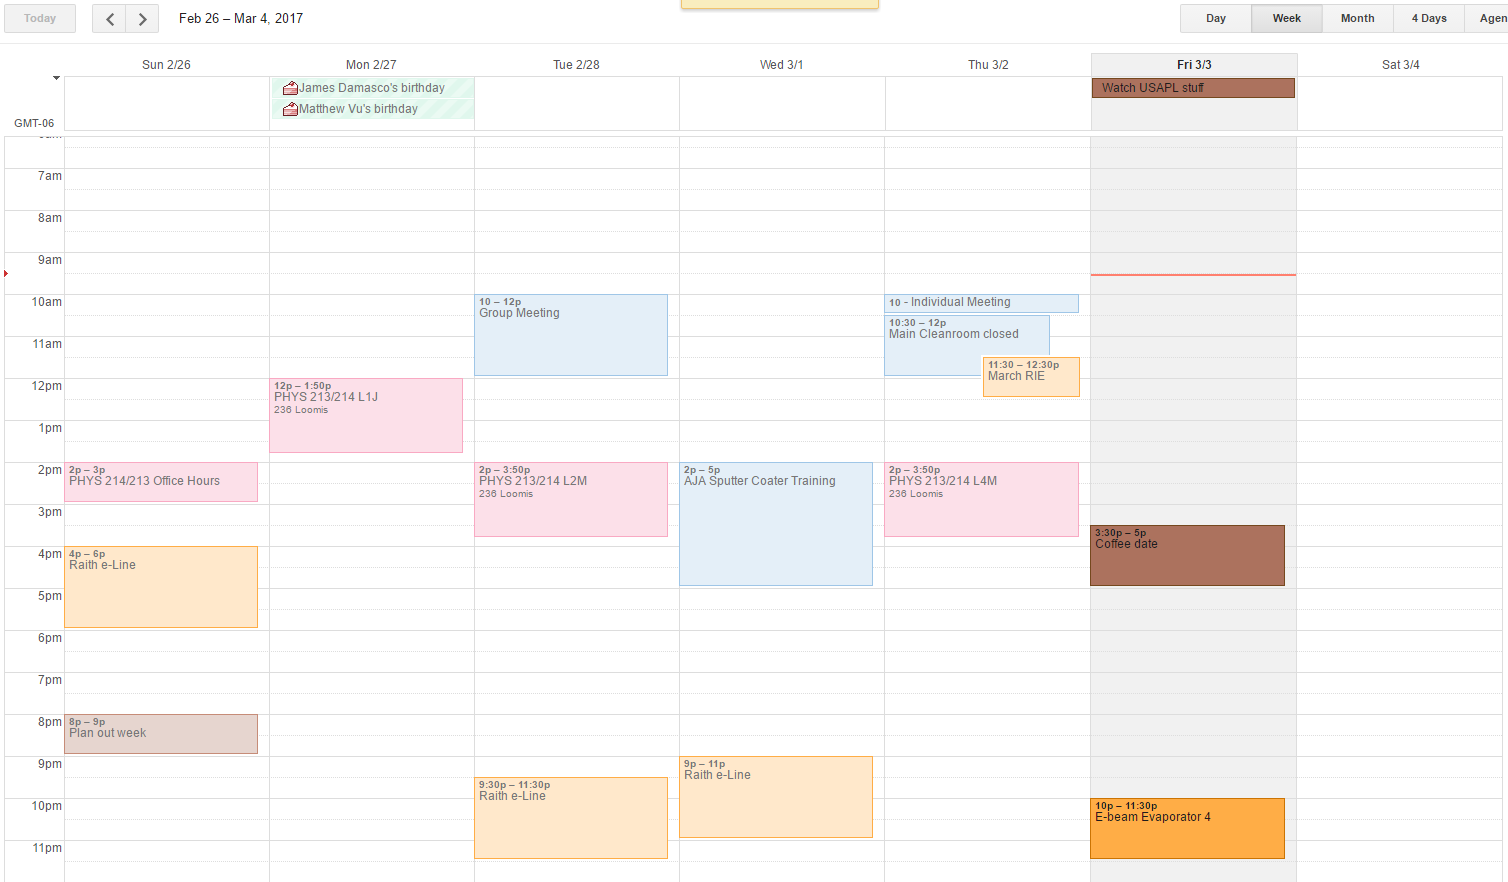 Today
Feb 26 – Mar 4, 2017
Day
Week
Month
4 Days
Agen
Sun 2/26
Mon 2/27
Tue 2/28
Wed 3/1
Thu 3/2
Fri 3/3
Sat 3/4
James Damasco's birthday
Watch USAPL stuff
Matthew Vu's birthday
GMT-06
7am
8am
9am
10am
10 – 12p
Group Meeting
10 - Individual Meeting
10:30 – 12p
Main Cleanroom closed
11am
11:30 – 12:30p
March RIE
12pm
12p – 1:50p
PHYS 213/214 L1J
236 Loomis
1pm
2pm
2p – 3p
PHYS 214/213 Office Hours
2p – 3:50p
PHYS 213/214 L2M
236 Loomis
2p – 5p
AJA Sputter Coater Training
2p – 3:50p
PHYS 213/214 L4M
236 Loomis
3pm
3:30p – 5p
Coffee date
4pm
4p – 6p
Raith e-Line
5pm
6pm
7pm
8pm
8p – 9p
Plan out week
9pm
9p – 11p
Raith e-Line
9:30p – 11:30p
Raith e-Line
10pm
10p – 11:30p
E-beam Evaporator 4
11pm